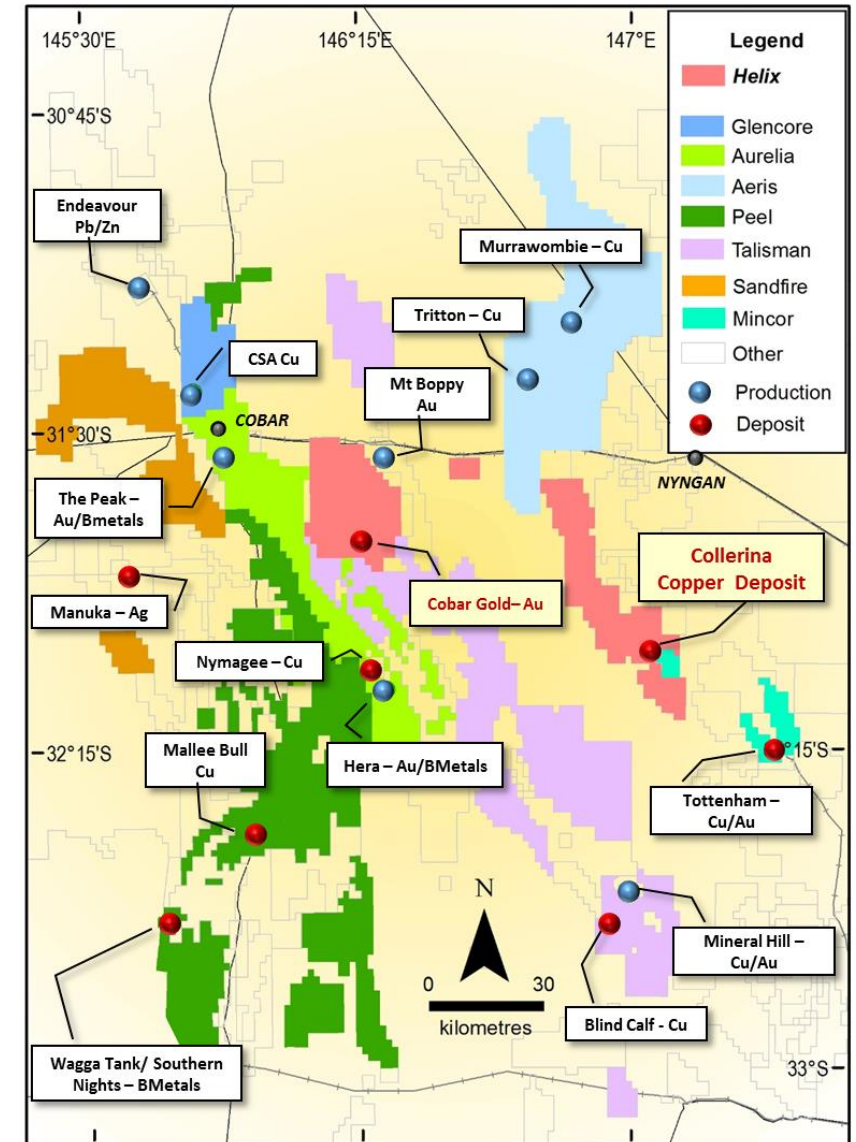 145°30'E
146°15'E
147°E
30°45'S
31°30'S
32°15'S
°15'S
33°S
Legend
Helix
Glencore
Aurelia
Aeris
Peel
Talisman
Sandfire
Mincor
Other
Production
Deposit
Endeavour
Pb/Zn
Murrawombie – Cu
Tritton – Cu
CSA Cu
Mt Boppy
Au
COBAR
NYNGAN
The Peak –
Au/Bmetals
Collerina
Copper Deposit
Manuka – Ag
Cobar Gold– Au
Nymagee – Cu
Mallee Bull
Cu
Hera – Au/BMetals
Tottenham –
Cu/Au
N
0 30
kilometres
Mineral Hill –
Cu/Au
Blind Calf - Cu
Wagga Tank/ Southern
Nights – BMetals